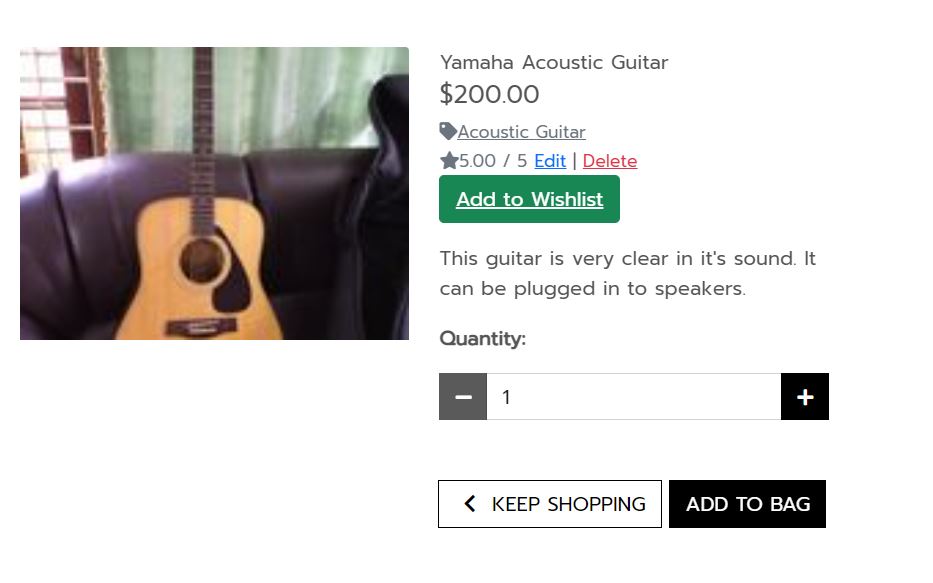 Yamaha Acoustic Guitar
$200.00
Acoustic Guitar
5.00 / 5 Edit | Delete
Add to Wishlist
This guitar is very clear in it's sound. It
can be plugged in to speakers.
Quantity:
1
KEEP SHOPPING ADD TO BAG